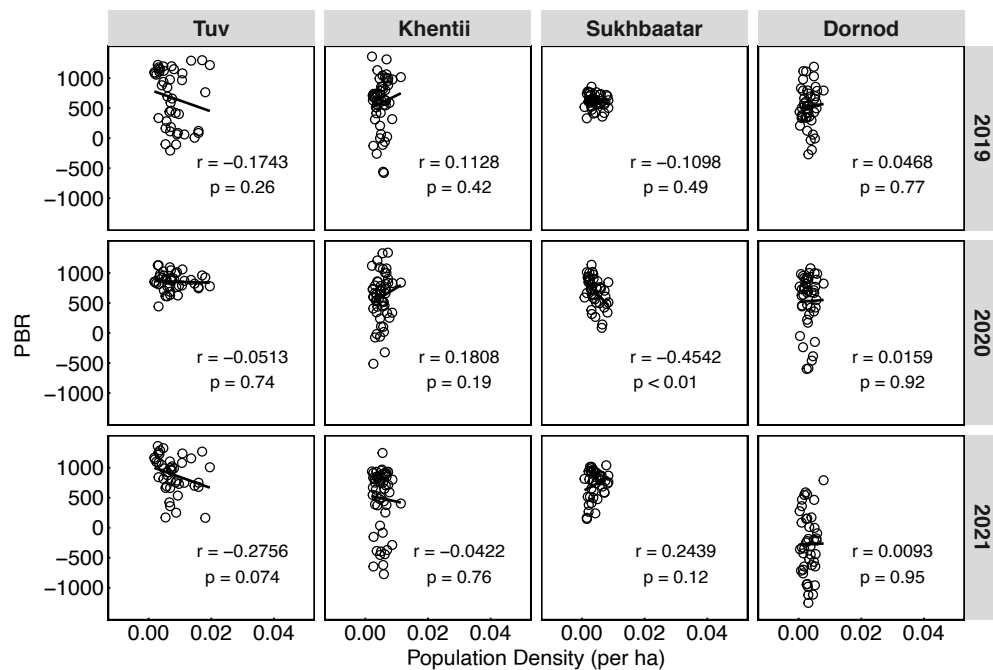 Tuv Khentii Sukhbaatar Dornod
1000
500
0
−500
−1000
r = −0.1743
p = 0.26
r = 0.1128
p = 0.42
r = −0.1098
p = 0.49
r = 0.0468
p = 0.77
2019
1000
500
0
−500
−1000
r = −0.0513
p = 0.74
r = 0.1808
p = 0.19
r = −0.4542
p < 0.01
r = 0.0159
p = 0.92
2020
PBR
1000
500
0
−500
−1000
r = −0.2756
p = 0.074
r = −0.0422
p = 0.76
r = 0.2439
p = 0.12
r = 0.0093
p = 0.95
2021
0.00 0.02 0.04 0.00 0.02 0.04 0.00 0.02 0.04 0.00 0.02 0.04
Population Density (per ha)